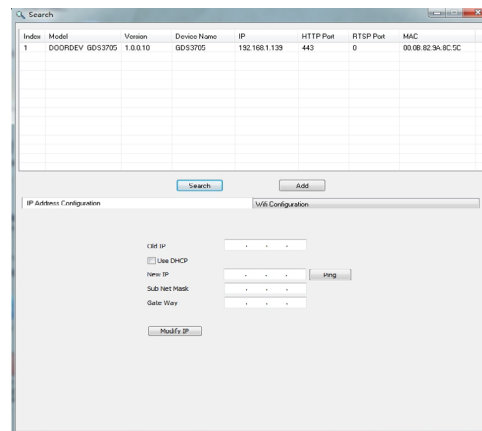 Search
Index Model Version Device Name IP HTTP Port RTSP Port MAC
1 DOORDEV GDS3705 1.0.0.10 GDS3705 192.168.1.139 443 0 00.0B.82.9A.8C.5C
Search Add
IP Address Configuration Wifi Configuration
Old IP . . .
Use DHCP
New IP . . . Ping
Sub Net Mask . . .
Gate Way . . .
Modify IP